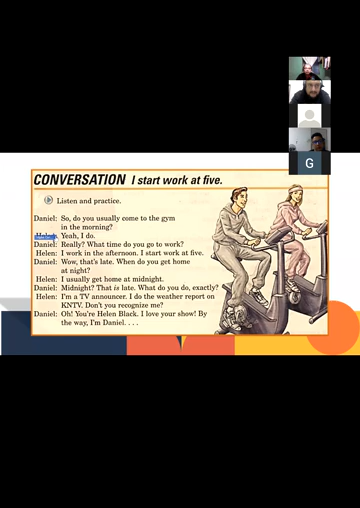 CONVERSATION I start work at five.
Listen and practice.
Daniel: So, do you usually come to the gym
in the morning?
Helen: Yeah, I do.
Daniel: Really? What time do you go to work?
Helen: I work in the afternoon. I start work at five.
Daniel: Wow, that's late. When do you get home
at night?
Helen: I usually get home at midnight.
Daniel: Midnight? That is late. What do you do, exactly?
Helen: I'm a TV announcer. I do the weather report on
KNTV. Don't you recognize me?
Daniel: Oh! You're Helen Black. I love your show! By
the way, I'm Daniel. . . .
G